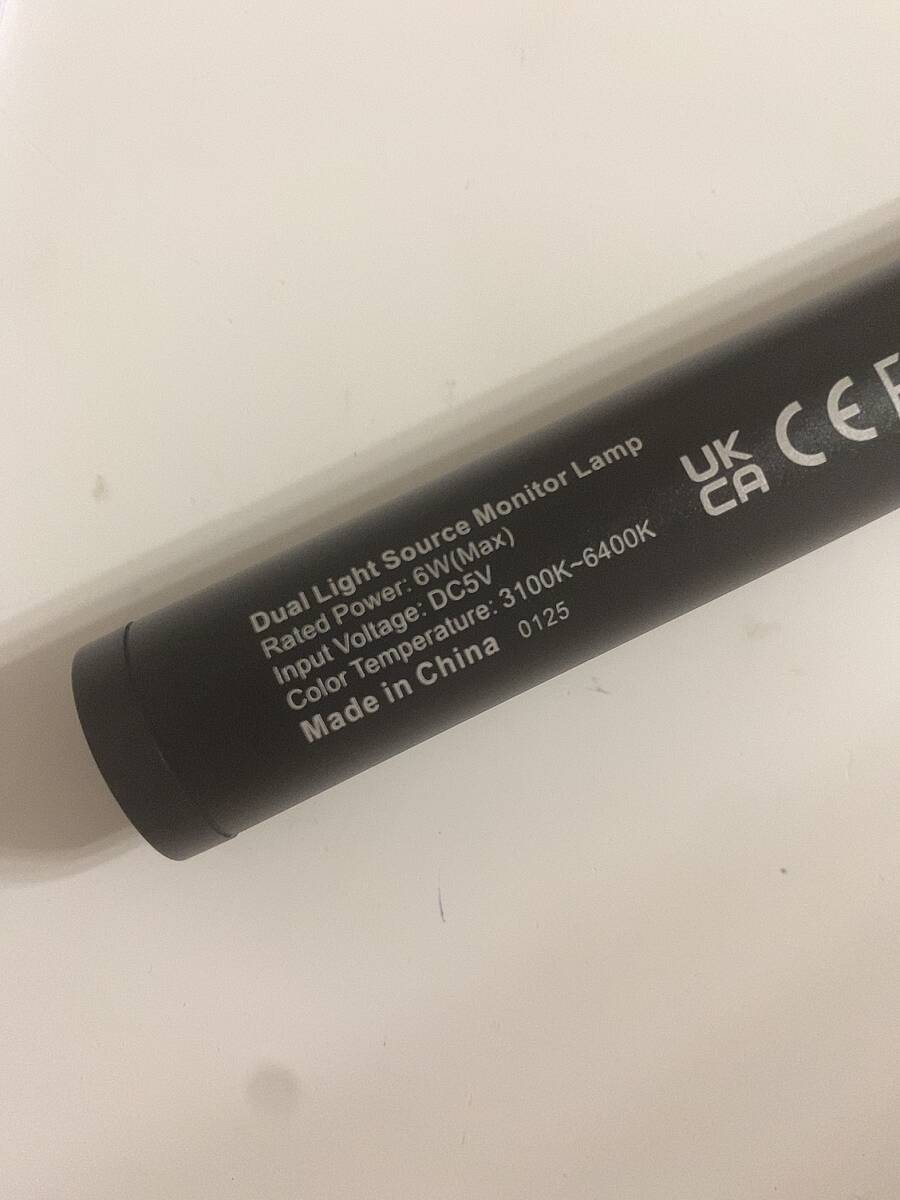 Dual Light Source Monitor Lamp
Rated Power: 6W(Max)
Input Voltage: DC5V
Color Temperature: 3100K~6400K
Made in China 0125
UK
CA
CE